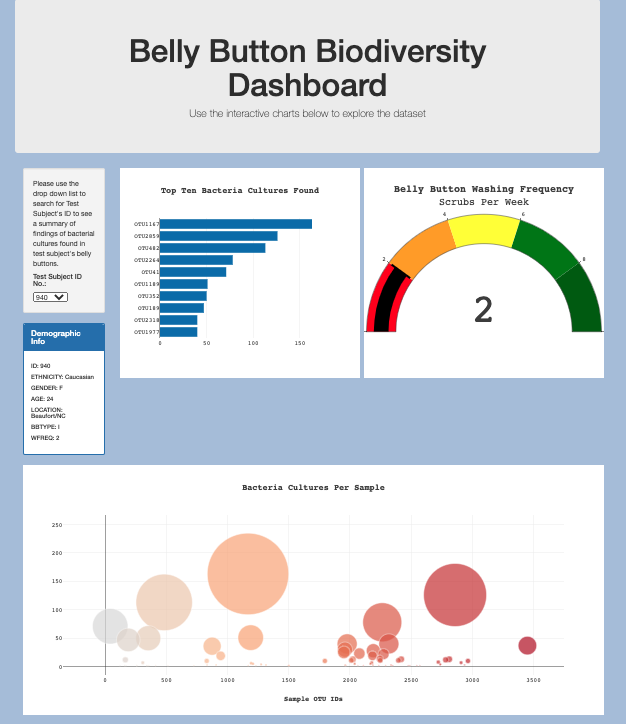 Belly Button Biodiversity
Dashboard
Use the interactive charts below to explore the dataset
Please use the
drop down list to
search for Test
Subject's ID to see
a summary of
findings of bacterial
cultures found in
test subject's belly
buttons.
Test Subject ID
No.:
940
Demographic
Info
ID: 940
ETHNICITY: Caucasian
GENDER: F
AGE: 24
LOCATION:
Beaufort/NC
BBTYPE: I
WFREQ: 2
Top Ten Bacteria Cultures Found
OTU1167
OTU2859
OTU482
OTU2264
OTU41
OTU1189
OTU352
OTU189
OTU2318
OTU1977
0 50 100 150
Belly Button Washing Frequency
Scrubs Per Week
2 4 6 8
2
Bacteria Cultures Per Sample
250
200
150
100
50
0
0 500 1000 1500 2000 2500 3000 3500
Sample OTU IDs